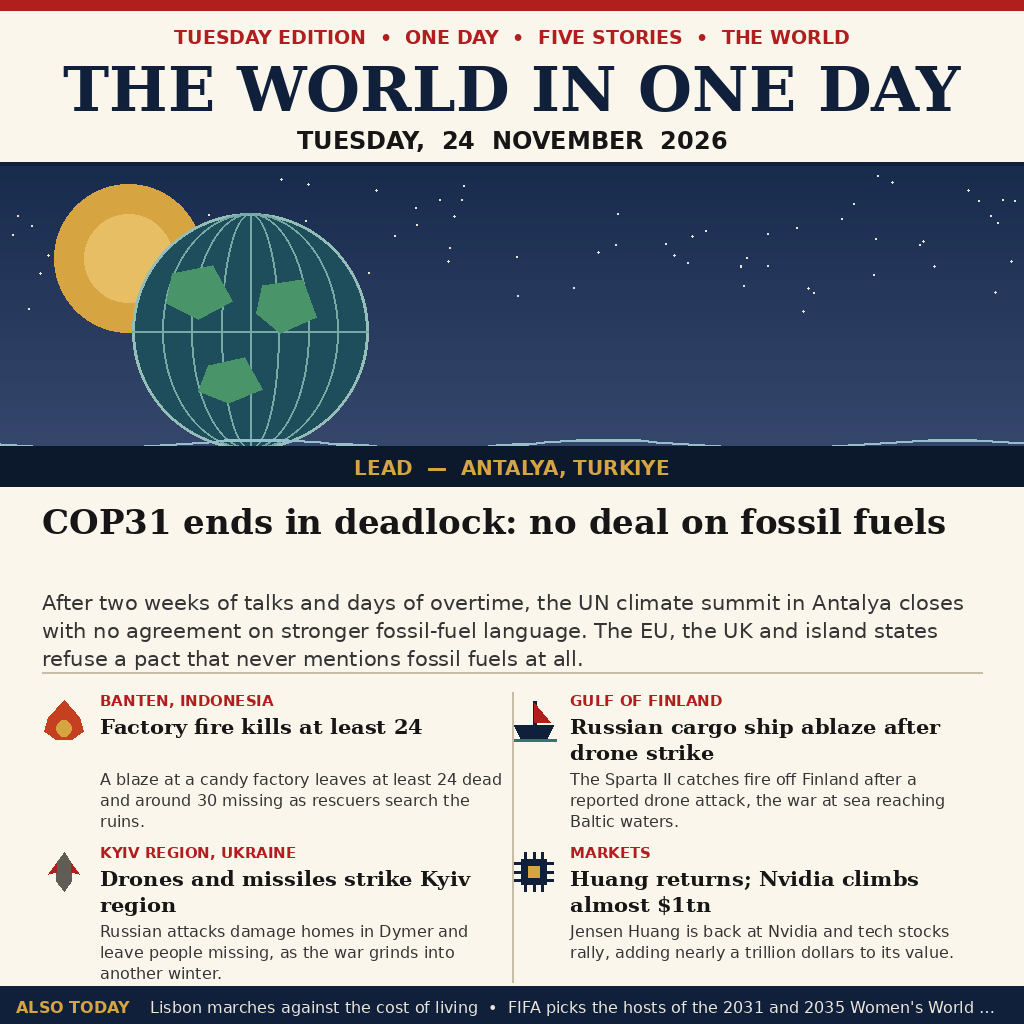 TUESDAY EDITION • ONE DAY • FIVE STORIES • THE WORLD
THE WORLD IN ONE DAY
TUESDAY, 24 NOVEMBER 2026
LEAD — ANTALYA, TURKIYE
COP31 ends in deadlock: no deal on fossil fuels
After two weeks of talks and days of overtime, the UN climate summit in Antalya closes
with no agreement on stronger fossil-fuel language. The EU, the UK and island states
refuse a pact that never mentions fossil fuels at all.
BANTEN, INDONESIA
Factory fire kills at least 24
A blaze at a candy factory leaves at least 24 dead
and around 30 missing as rescuers search the
ruins.
GULF OF FINLAND
Russian cargo ship ablaze after
drone strike
The Sparta II catches fire off Finland after a
reported drone attack, the war at sea reaching
Baltic waters.
KYIV REGION, UKRAINE
Drones and missiles strike Kyiv
region
Russian attacks damage homes in Dymer and
leave people missing, as the war grinds into
another winter.
MARKETS
Huang returns; Nvidia climbs
almost $1tn
Jensen Huang is back at Nvidia and tech stocks
rally, adding nearly a trillion dollars to its value.
ALSO TODAY Lisbon marches against the cost of living • FIFA picks the hosts of the 2031 and 2035 Women's World ...